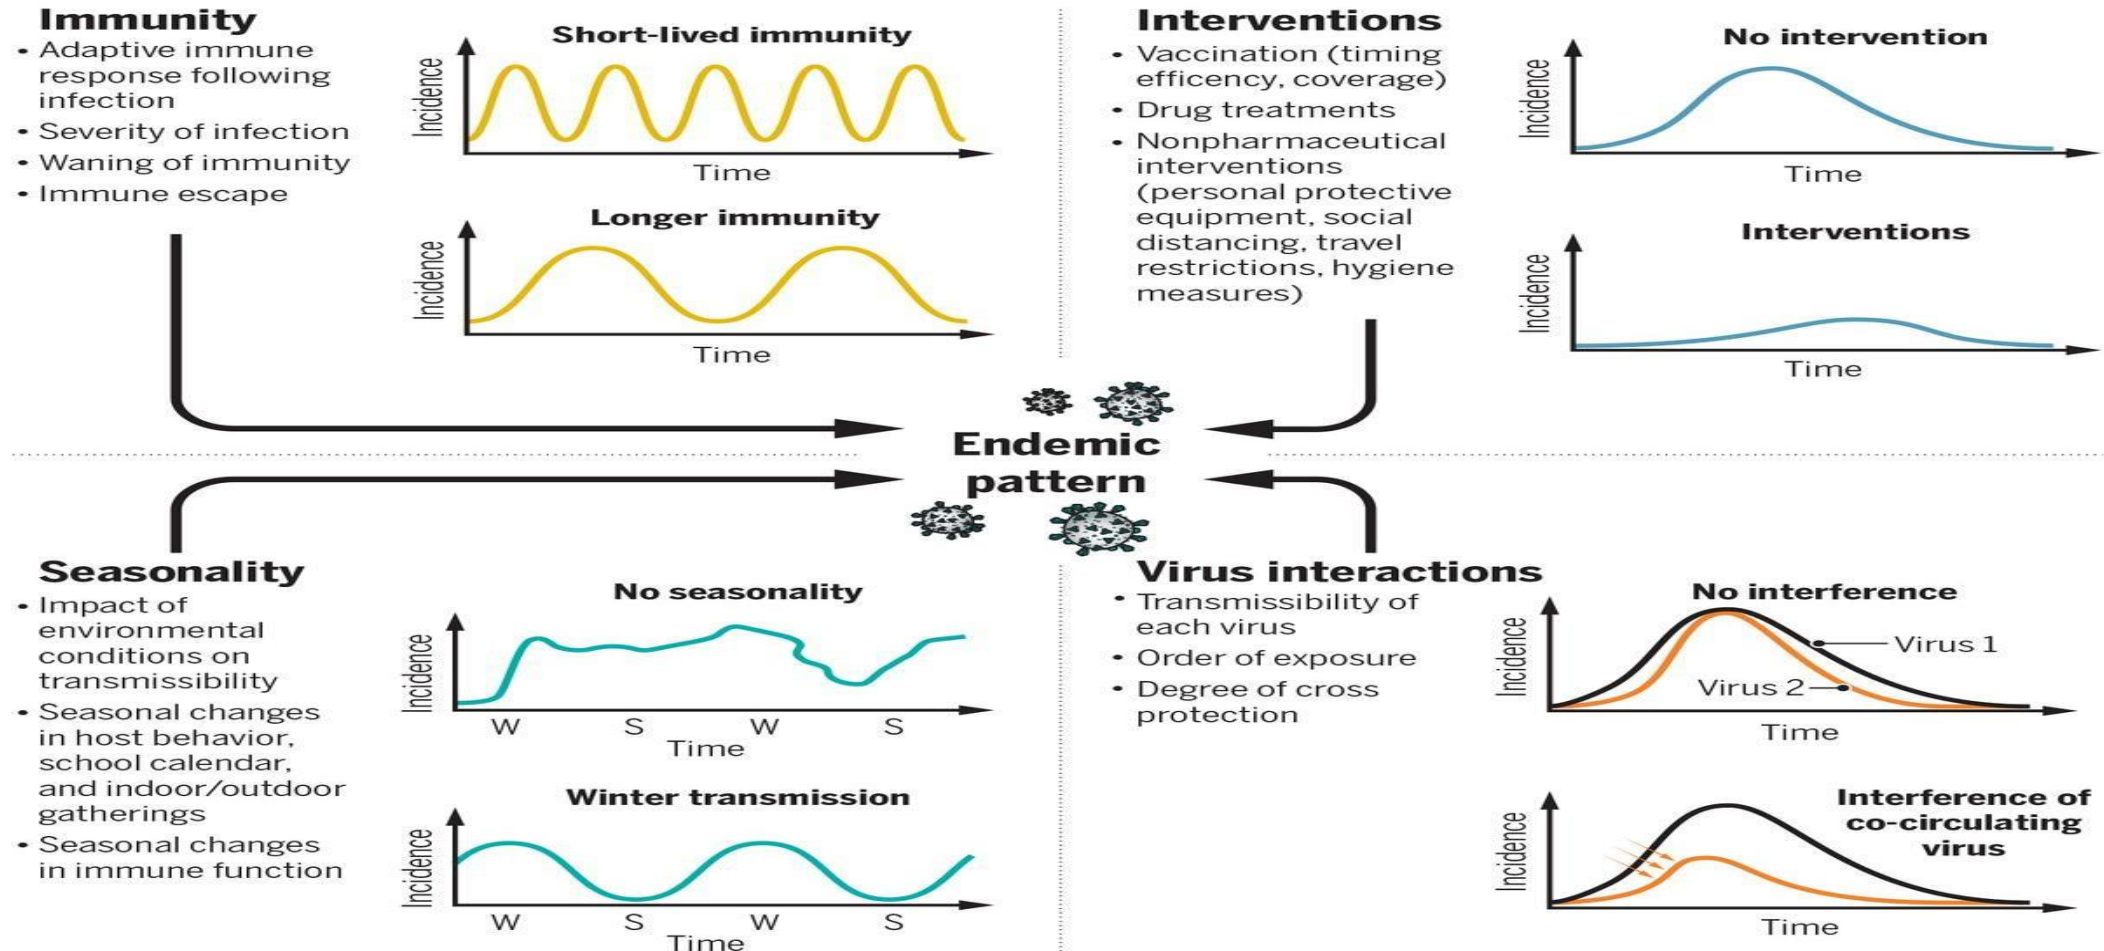 Immunity
• Adaptive immune
response following
infection
• Severity of infection
• Waning of immunity
• Immune escape
Short-lived immunity
Incidence
Time
Longer immunity
Incidence
Time
Interventions
• Vaccination (timing
efficency, coverage)
• Drug treatments
• Nonpharmaceutical
interventions
(personal protective
equipment, social
distancing, travel
restrictions, hygiene
measures)
No intervention
Incidence
Time
Interventions
Incidence
Time
Endemic
pattern
Seasonality
• Impact of
environmental
conditions on
transmissibility
• Seasonal changes
in host behavior,
school calendar,
and indoor/outdoor
gatherings
• Seasonal changes
in immune function
No seasonality
Incidence
W S W S
Time
Winter transmission
Incidence
W S W S
Time
Virus interactions
• Transmissibility of
each virus
• Order of exposure
• Degree of cross
protection
No interference
Incidence
Virus 1
Virus 2
Time
Interference of
co-circulating
virus
Incidence
Time